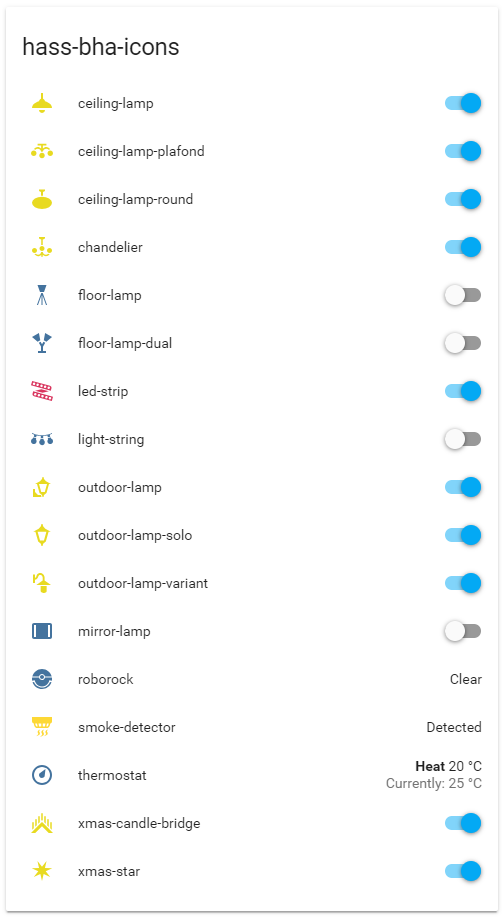 hass-bha-icons
ceiling-lamp
ceiling-lamp-plafond
ceiling-lamp-round
chandelier
floor-lamp
floor-lamp-dual
led-strip
light-string
outdoor-lamp
outdoor-lamp-solo
outdoor-lamp-variant
mirror-lamp
roborock Clear
smoke-detector Detected
thermostat Heat 20 °C
Currently: 25 °C
xmas-candle-bridge
xmas-star